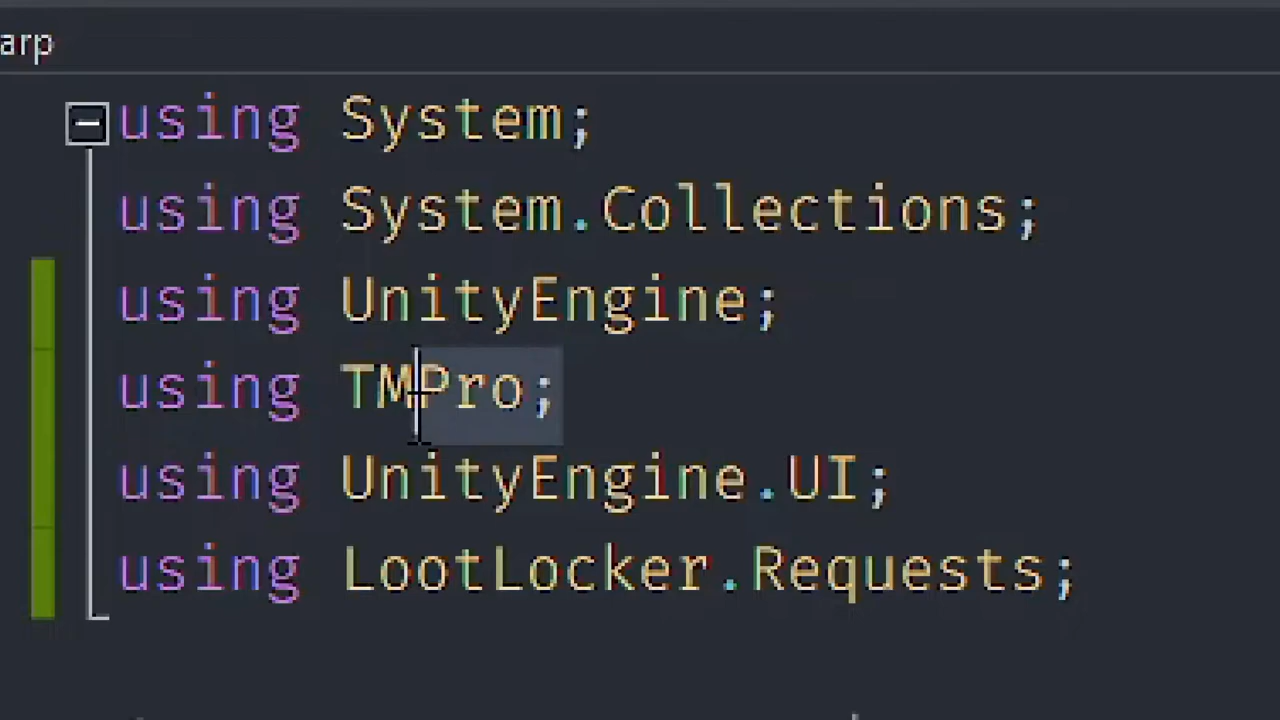 arp
using System;
using System.Collections;
using UnityEngine;
using TMPro;
using UnityEngine.UI;
using LootLocker.Requests;